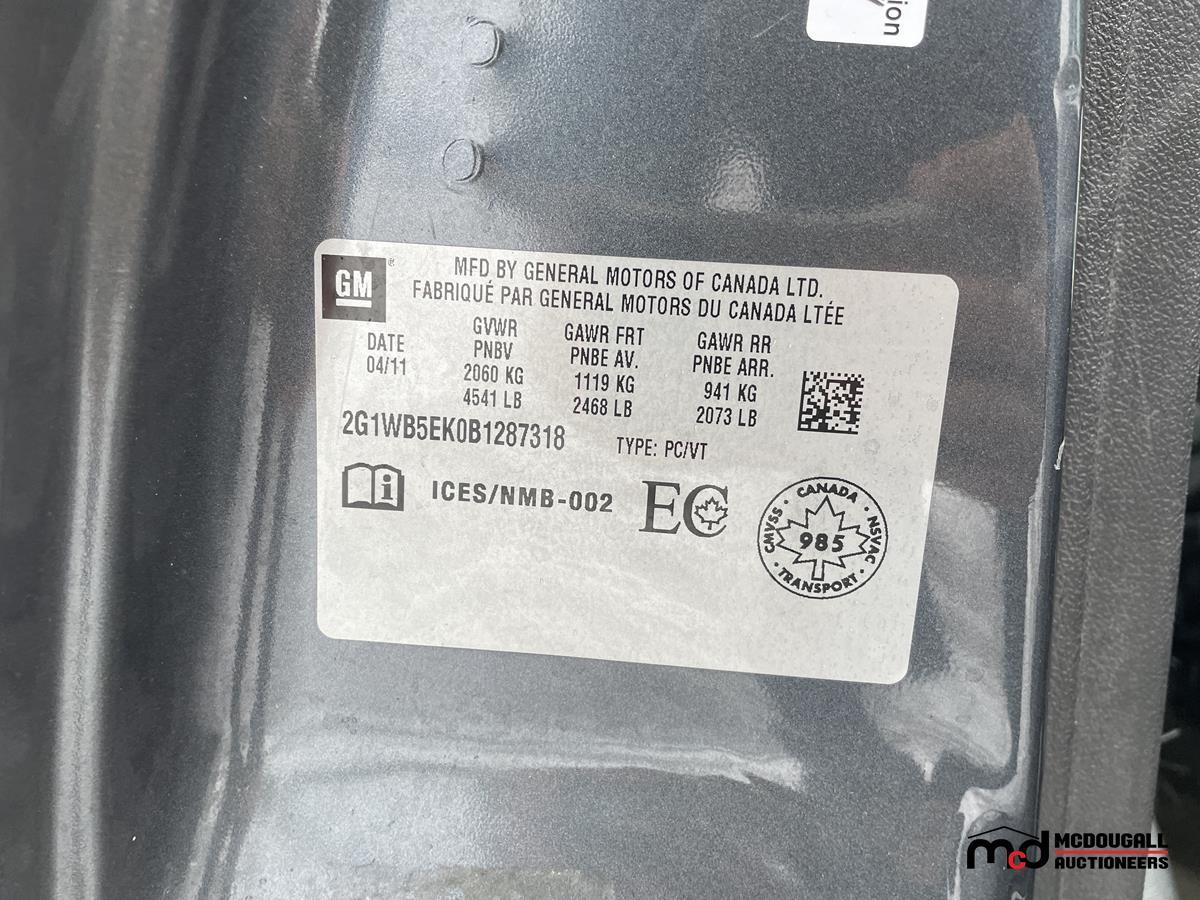 ion
GM
MFD BY GENERAL MOTORS OF CANADA LTD.
FABRIQUÉ PAR GENERAL MOTORS DU CANADA LTÉE
DATE
04/11
GVWR
PNBV
2060 KG
4541 LB
GAWR FRT
PNBE AV.
1119 KG
2468 LB
GAWR RR
PNBE ARR.
941 KG
2073 LB
2G1WB5EK0B1287318
TYPE: PC/VT
ICES/NMB-002
EC
CANADA
CMVSS · NSVAC
985
TRANSPORT
mcd MCDOUGALL
AUCTIONEERS